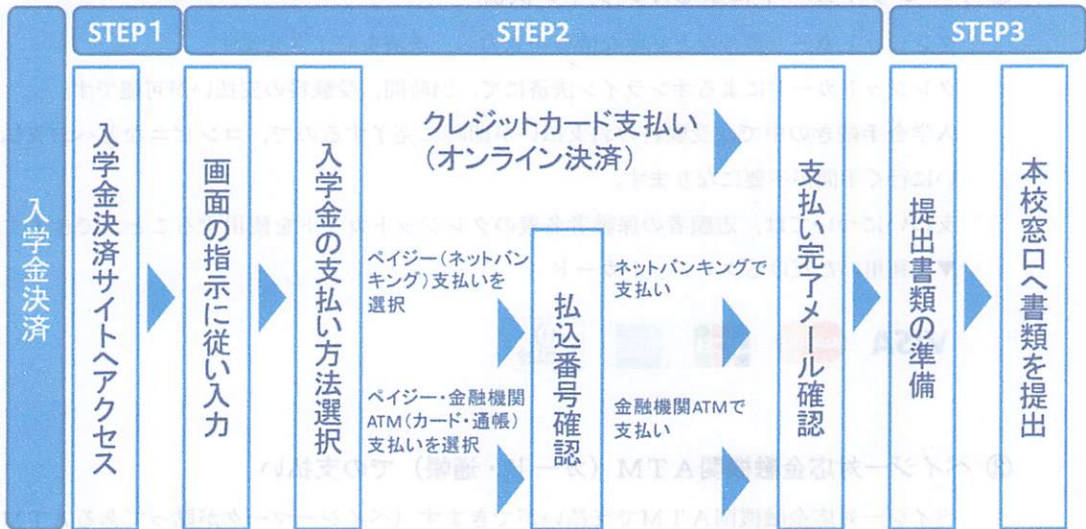 STEP1
STEP2
STEP3
入学金決済
入学金決済サイトへアクセス
画面の指示に従い入力
入学金の支払い方法選択
クレジットカード支払い
(オンライン決済)
ペイジー(ネットバン
キング)支払いを
選択
ペイジー・金融機関
ATM(カード・通帳)
支払いを選択
払込番号確認
ネットバンキングで
支払い
金融機関ATMで
支払い
支払い完了メール確認
提出書類の準備
本校窓口へ書類を提出